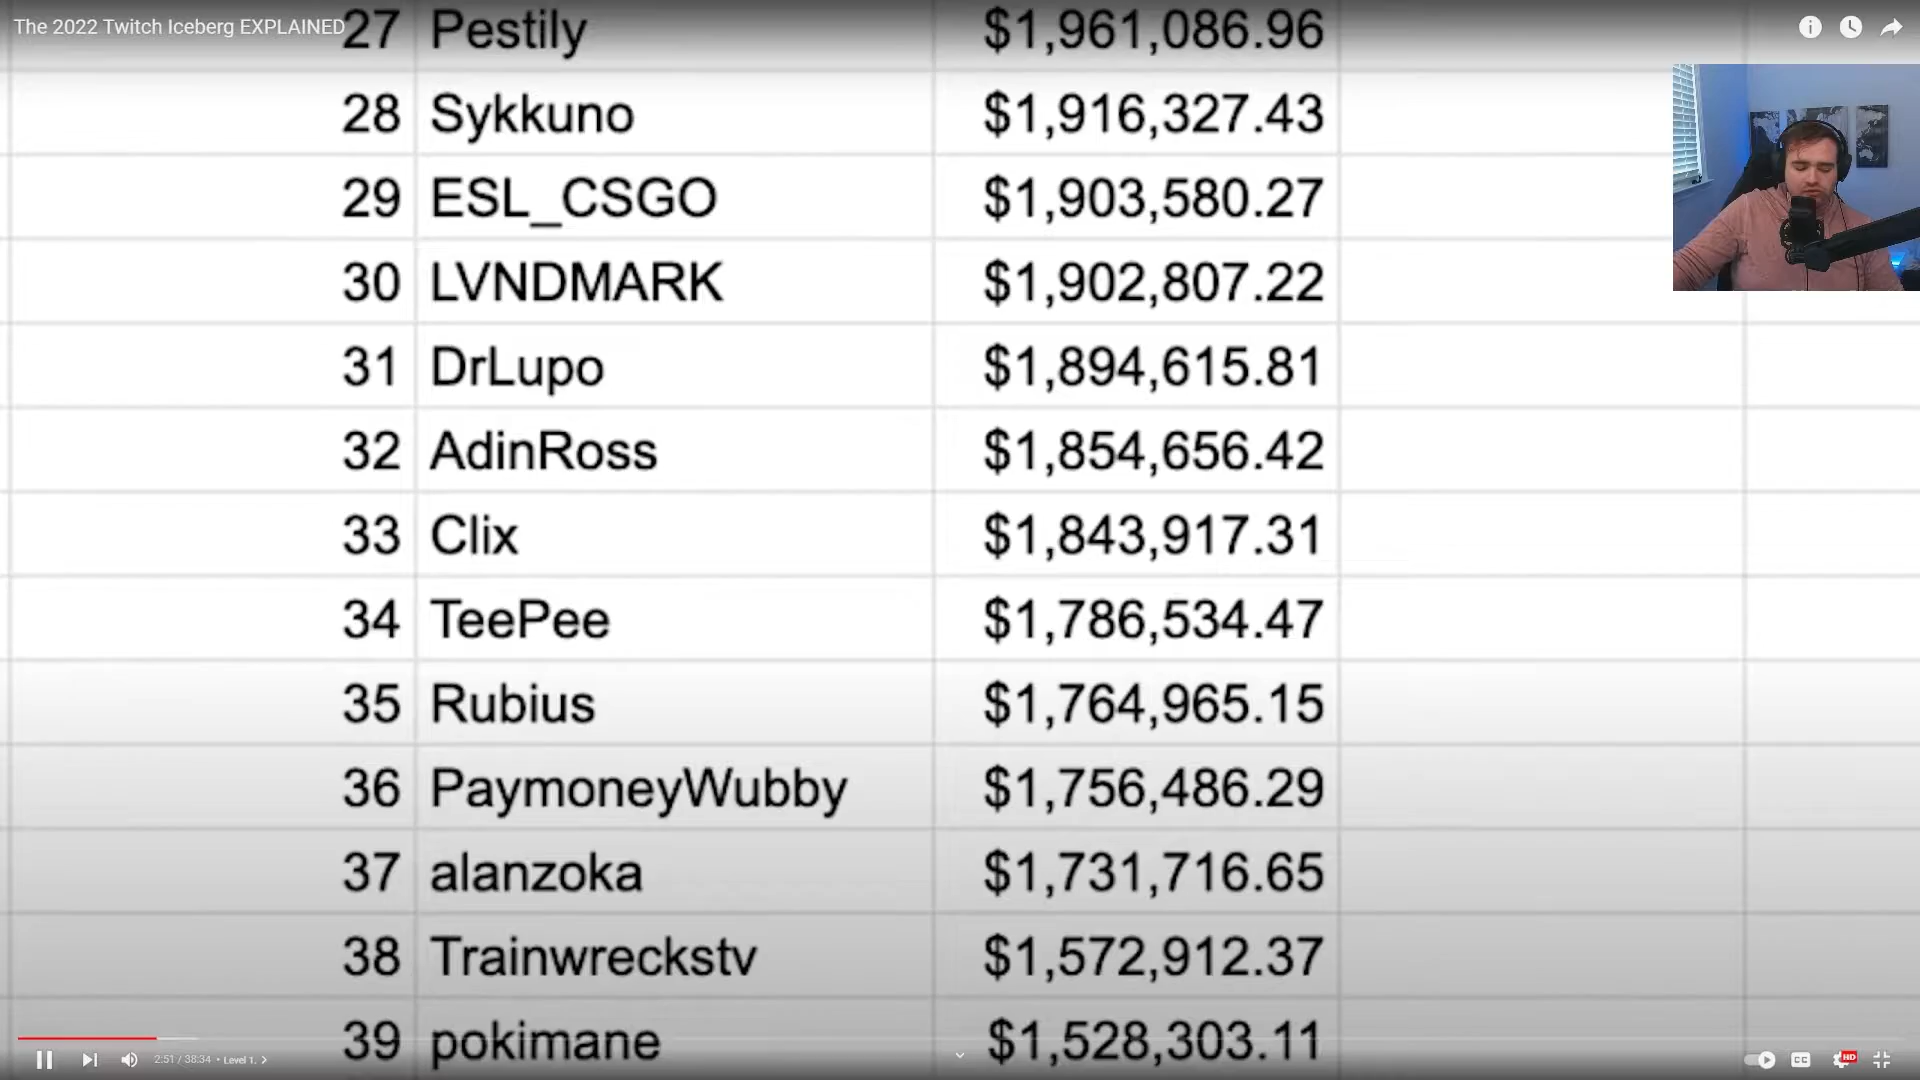 The 2022 Twitch Iceberg EXPLAINED
27 Pestily $1,961,086.96
28 Sykkuno $1,916,327.43
29 ESL_CSGO $1,903,580.27
30 LVNDMARK $1,902,807.22
31 DrLupo $1,894,615.81
32 AdinRoss $1,854,656.42
33 Clix $1,843,917.31
34 TeePee $1,786,534.47
35 Rubius $1,764,965.15
36 PaymoneyWubby $1,756,486.29
37 alanzoka $1,731,716.65
38 Trainwreckstv $1,572,912.37
39 pokimane $1,528,303.11
2:51 / 38:34 • Level 1. >
CC
HD